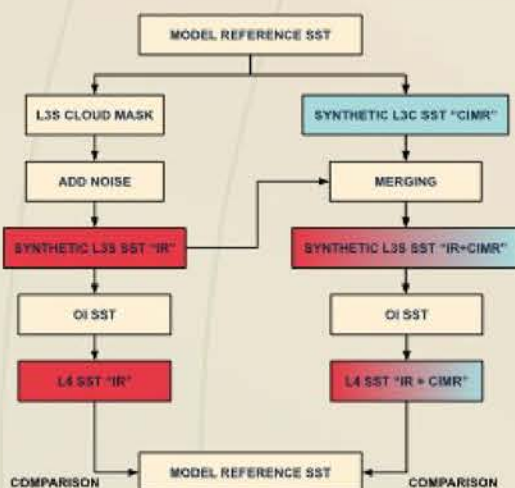 MODEL REFERENCE SST
L3S CLOUD MASK
SYNTHETIC L3C SST "CIMR"
ADD NOISE
MERGING
SYNTHETIC L3S SST "IR"
SYNTHETIC L3S SST "IR+CIMR"
OI SST
OI SST
L4 SST "IR"
L4 SST "IR + CIMR"
MODEL REFERENCE SST
COMPARISON
COMPARISON